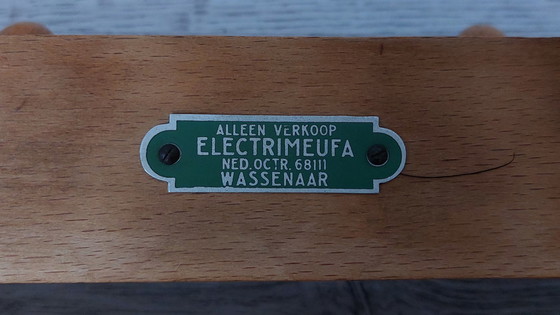 ALLEEN VERKOOP
ELECTRIMEUFA
NED. OCTR. 68111
WASSENAAR